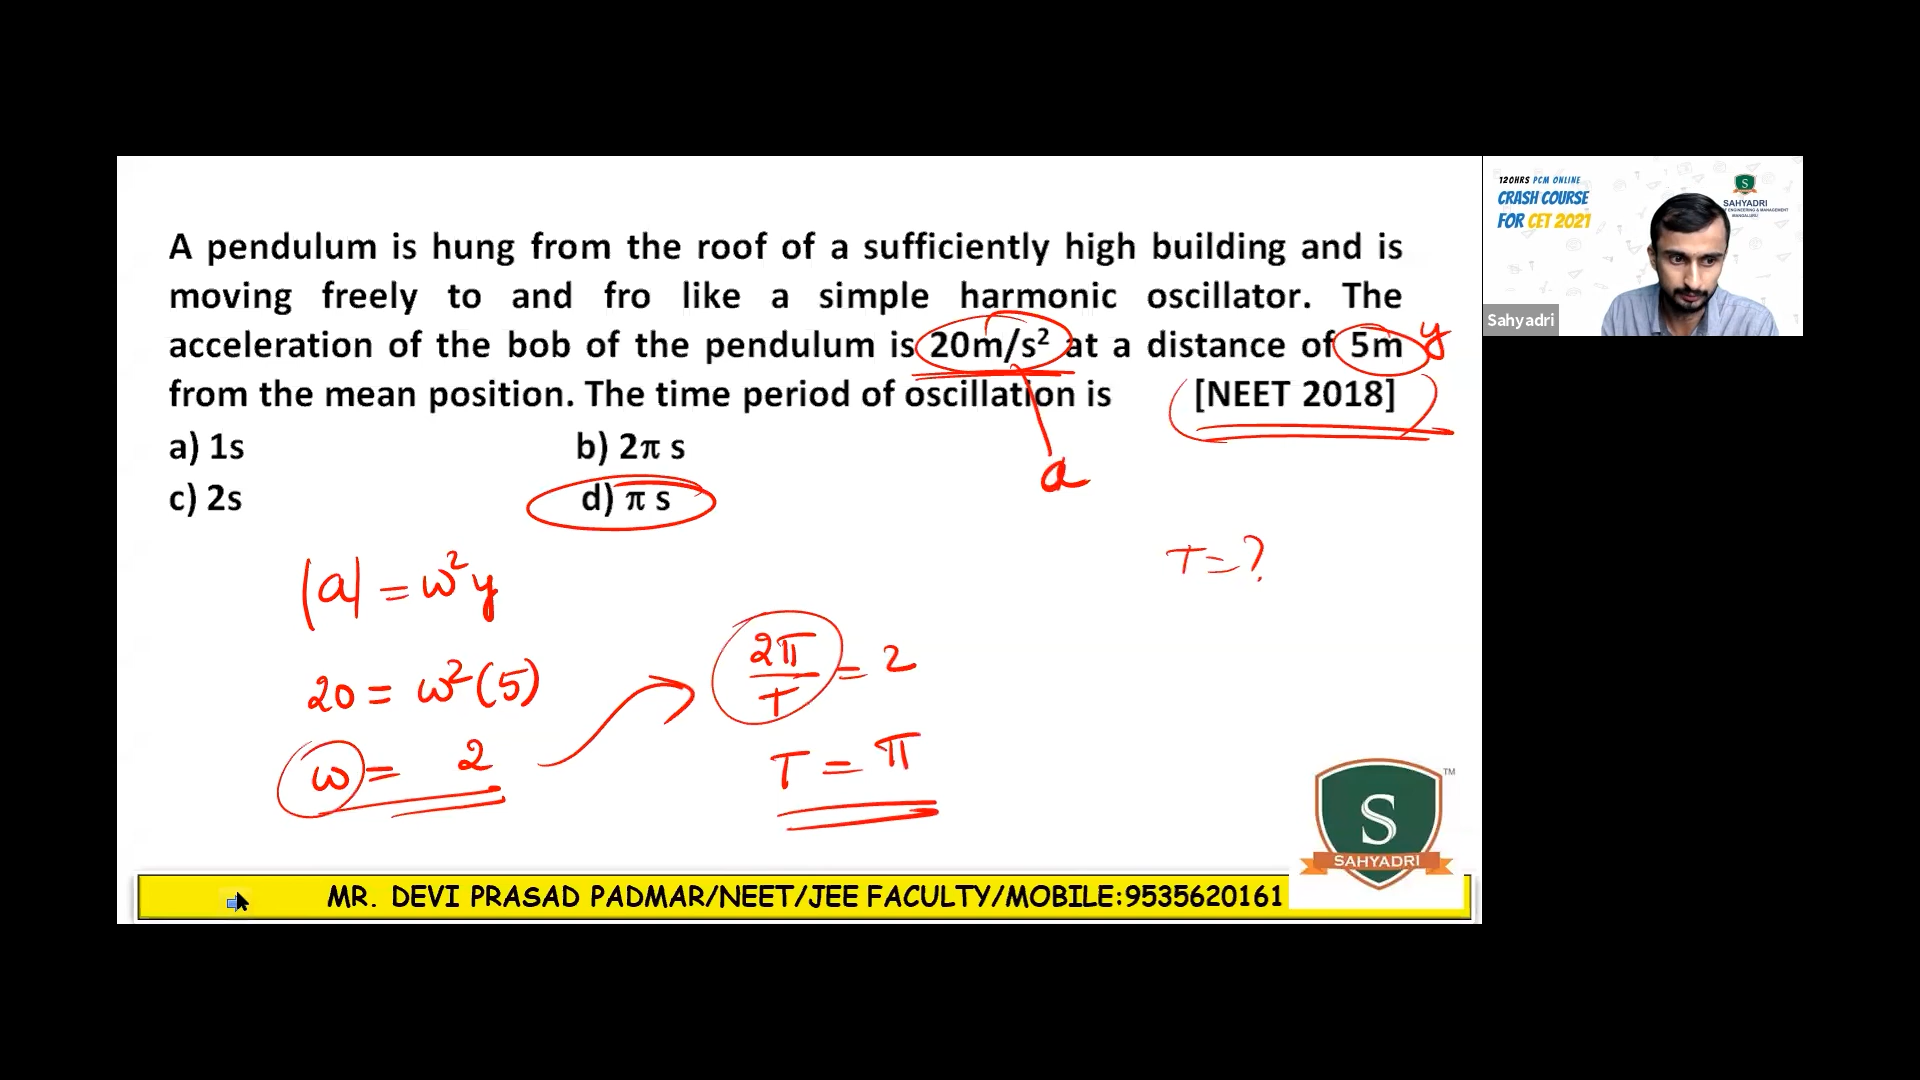 A pendulum is hung from the roof of a sufficiently high building and is
moving freely to and fro like a simple harmonic oscillator. The
acceleration of the bob of the pendulum is 20m/s² at a distance of 5m y
from the mean position. The time period of oscillation is [NEET 2018]
a) 1s b) 2π s
a
c) 2s d) π s
T = ?
|a| = ω²y
20 = ω²(5)
2π/T = 2
ω = 2
T = π
MR. DEVI PRASAD PADMAR/NEET/JEE FACULTY/MOBILE:9535620161
S
SAHYADRI
TM
120HRS PCM ONLINE
CRASH COURSE
FOR CET 2021
S
SAHYADRI
Sahyadri